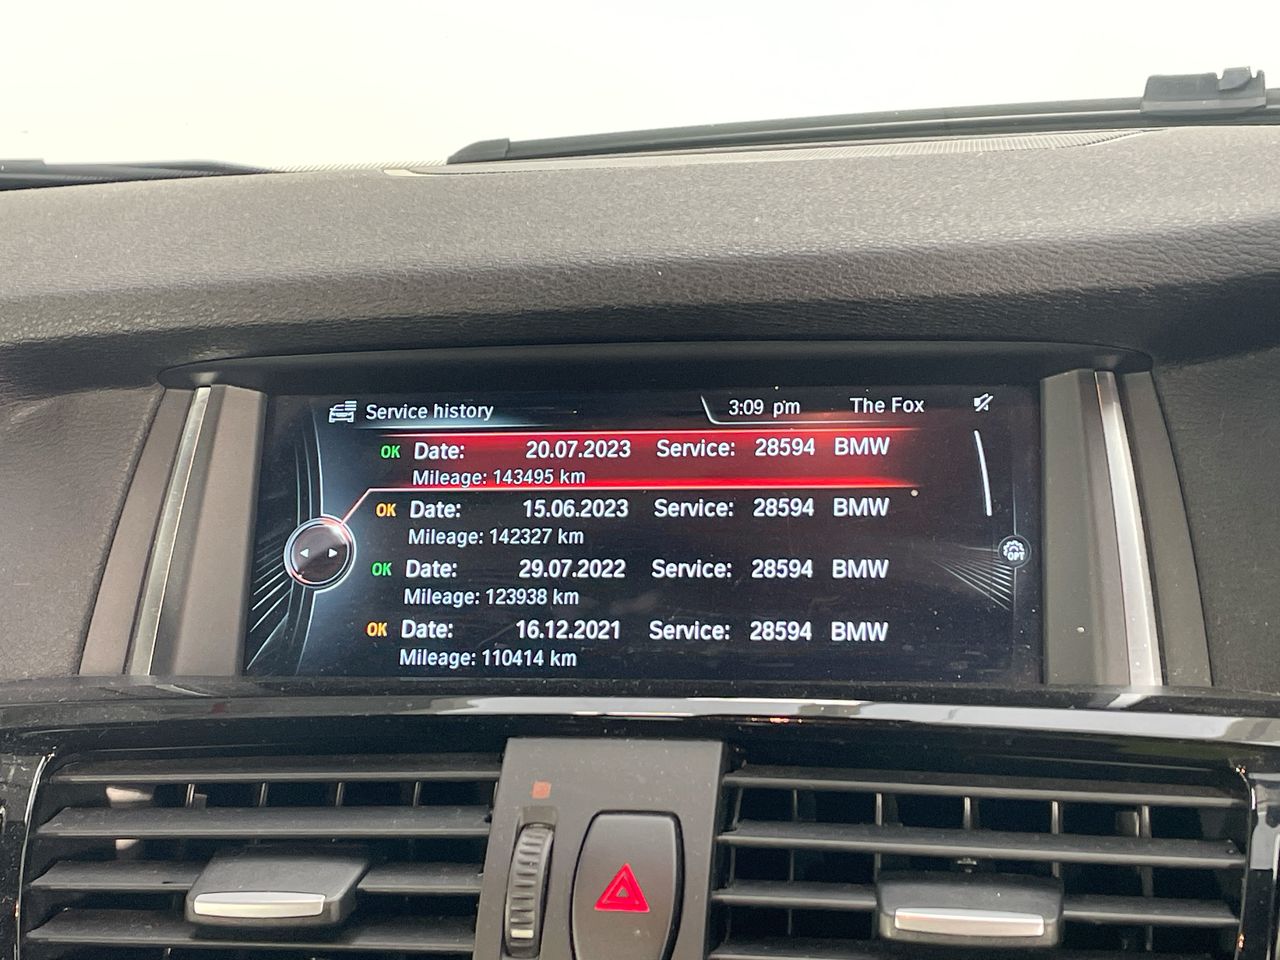 Service history 3:09 pm The Fox
OK Date: 20.07.2023 Service: 28594 BMW
Mileage: 143495 km
OK Date: 15.06.2023 Service: 28594 BMW
Mileage: 142327 km
OK Date: 29.07.2022 Service: 28594 BMW
Mileage: 123938 km
OK Date: 16.12.2021 Service: 28594 BMW
Mileage: 110414 km
OPT